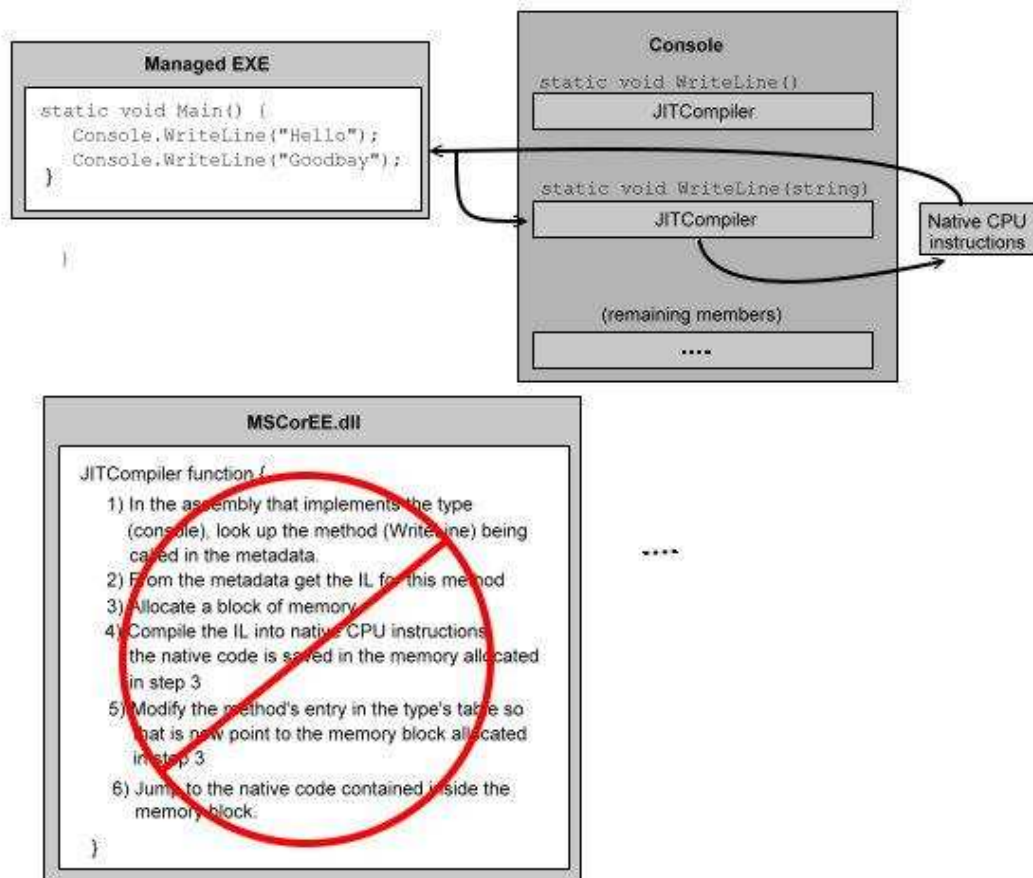 Managed EXE
static void Main() {
Console.WriteLine("Hello");
Console.WriteLine("Goodbay");
}
}
Console
static void WriteLine()
JITCompiler
static void WriteLine(string)
JITCompiler
(remaining members)
....
Native CPU
instructions
MSCorEE.dll
JITCompiler function {
1) In the assembly that implements the type
(console), look up the method (WriteLine) being
called in the metadata.
2) From the metadata get the IL for this method
3) Allocate a block of memory
4) Compile the IL into native CPU instructions
the native code is saved in the memory allocated
in step 3
5) Modify the method's entry in the type's table so
that is now point to the memory block allocated
in step 3
6) Jump to the native code contained inside the
memory block.
}
....